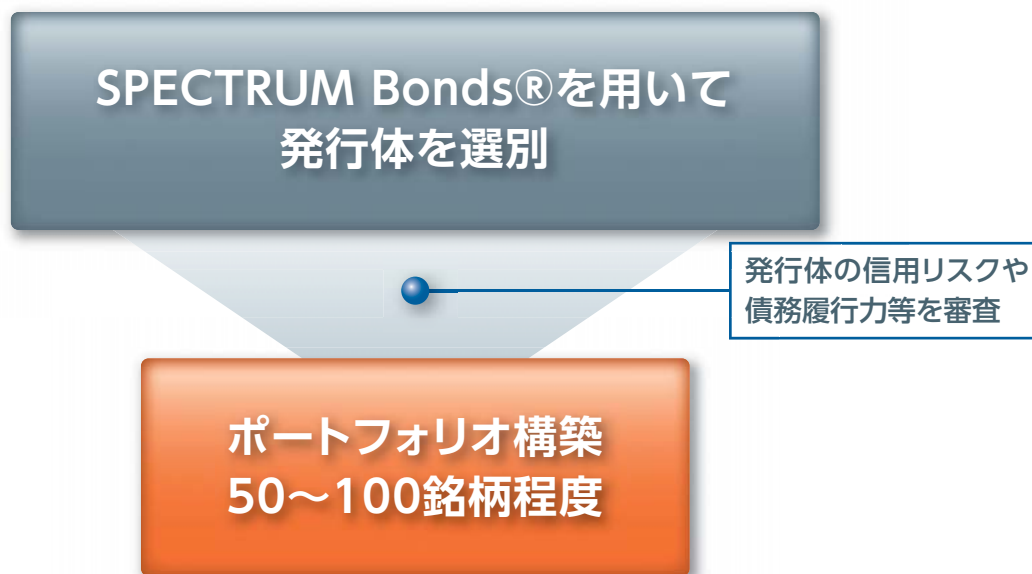 SPECTRUM Bonds®を用いて
発行体を選別
発行体の信用リスクや
債務履行力等を審査
ポートフォリオ構築
50～100銘柄程度